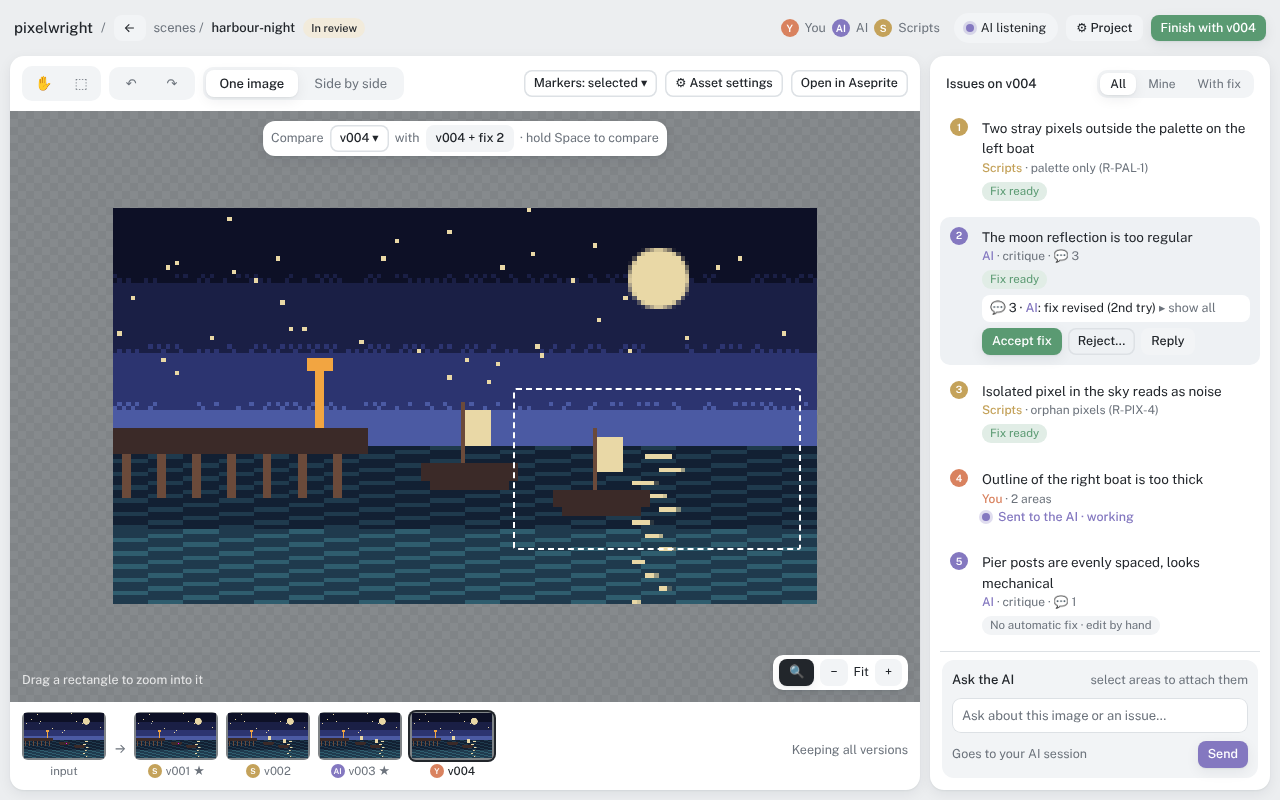 pixelwright / ← scenes / harbour-night In review
Y You AI AI S Scripts AI listening ⚙ Project Finish with v004
✋ ⬚ ↶ ↷ One image Side by side
Markers: selected ▾ ⚙ Asset settings Open in Aseprite
Compare v004 ▾ with v004 + fix 2 · hold Space to compare
Drag a rectangle to zoom into it
🔍 − Fit +
input → S v001 ★ S v002 AI v003 ★ Y v004
Keeping all versions
Issues on v004 All Mine With fix
1 Two stray pixels outside the palette on the
left boat
Scripts · palette only (R-PAL-1)
Fix ready
2 The moon reflection is too regular
AI · critique · 💬 3
Fix ready
💬 3 · AI: fix revised (2nd try) ▸ show all
Accept fix Reject... Reply
3 Isolated pixel in the sky reads as noise
Scripts · orphan pixels (R-PIX-4)
Fix ready
4 Outline of the right boat is too thick
You · 2 areas
Sent to the AI · working
5 Pier posts are evenly spaced, looks
mechanical
AI · critique · 💬 1
No automatic fix · edit by hand
Ask the AI select areas to attach them
Ask about this image or an issue...
Goes to your AI session Send